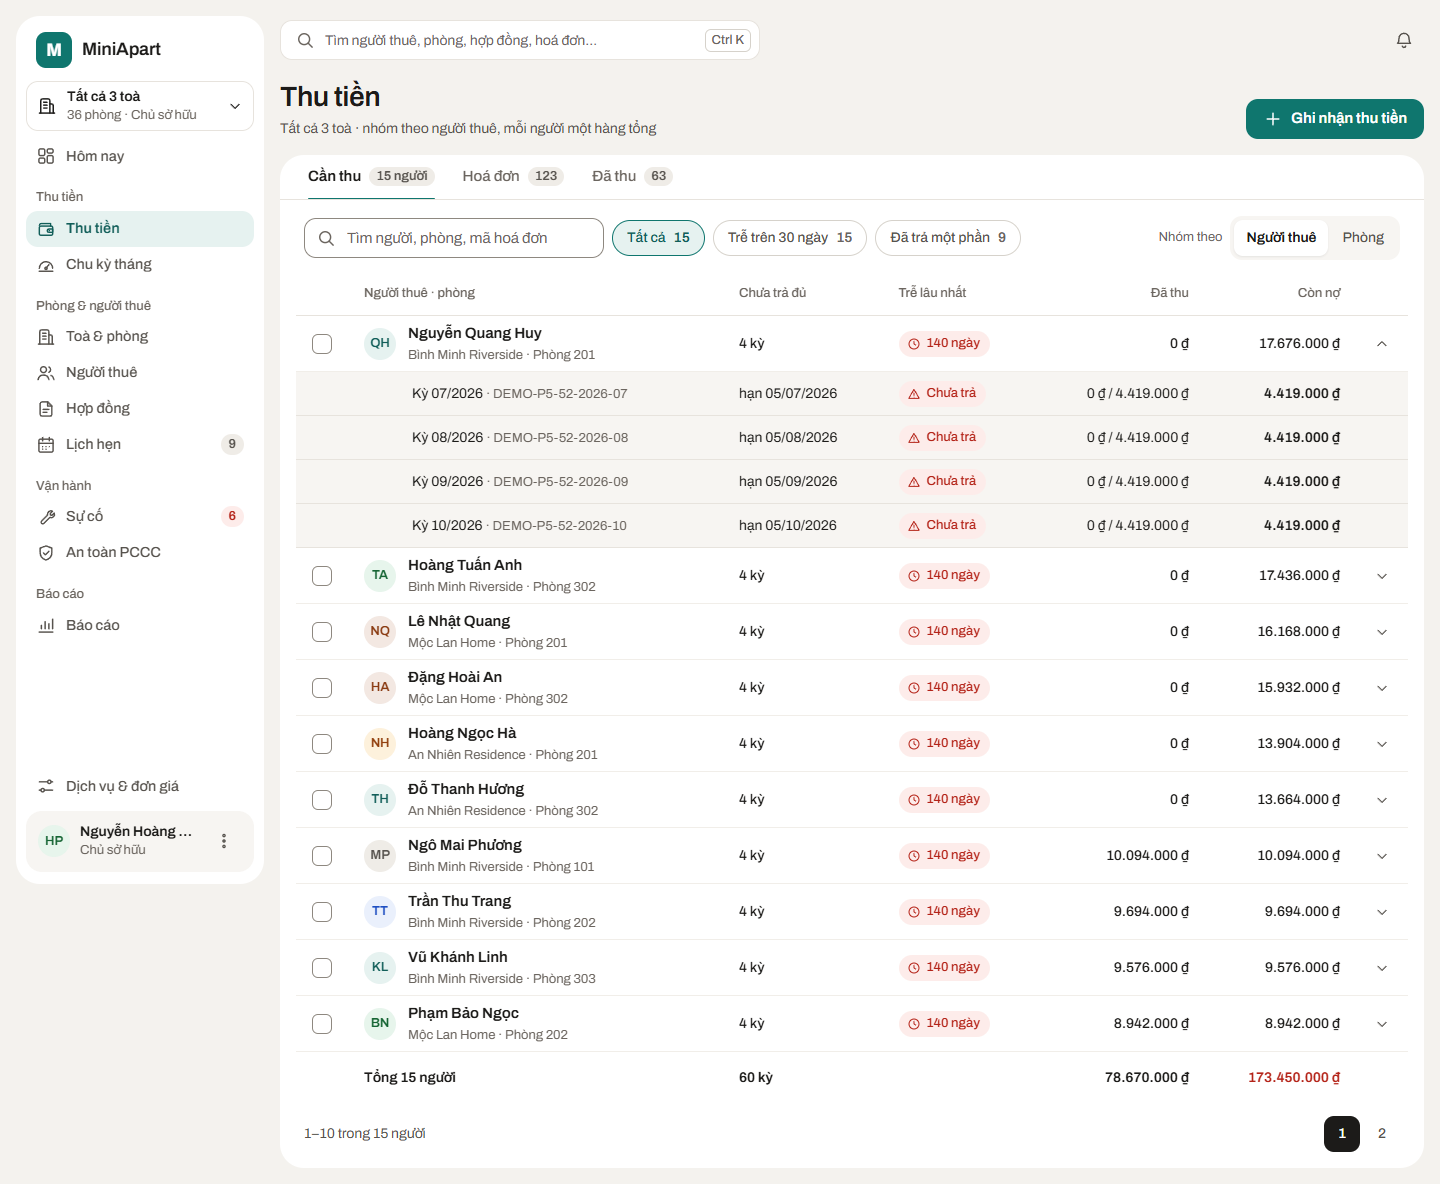 M MiniApart
Tất cả 3 toà
36 phòng · Chủ sở hữu
Hôm nay
Thu tiền
Thu tiền
Chu kỳ tháng
Phòng & người thuê
Toà & phòng
Người thuê
Hợp đồng
Lịch hẹn 9
Vận hành
Sự cố 6
An toàn PCCC
Báo cáo
Báo cáo
Dịch vụ & đơn giá
HP Nguyễn Hoàng ...
Chủ sở hữu
Tìm người thuê, phòng, hợp đồng, hoá đơn... Ctrl K
Thu tiền
Tất cả 3 toà · nhóm theo người thuê, mỗi người một hàng tổng
Ghi nhận thu tiền
Cần thu 15 người Hoá đơn 123 Đã thu 63
Tìm người, phòng, mã hoá đơn Tất cả 15 Trễ trên 30 ngày 15 Đã trả một phần 9 Nhóm theo Người thuê Phòng
Người thuê · phòng Chưa trả đủ Trễ lâu nhất Đã thu Còn nợ
QH Nguyễn Quang Huy 4 kỳ 140 ngày 0 ₫ 17.676.000 ₫
Bình Minh Riverside · Phòng 201
Kỳ 07/2026 · DEMO-P5-52-2026-07 hạn 05/07/2026 Chưa trả 0 ₫ / 4.419.000 ₫ 4.419.000 ₫
Kỳ 08/2026 · DEMO-P5-52-2026-08 hạn 05/08/2026 Chưa trả 0 ₫ / 4.419.000 ₫ 4.419.000 ₫
Kỳ 09/2026 · DEMO-P5-52-2026-09 hạn 05/09/2026 Chưa trả 0 ₫ / 4.419.000 ₫ 4.419.000 ₫
Kỳ 10/2026 · DEMO-P5-52-2026-10 hạn 05/10/2026 Chưa trả 0 ₫ / 4.419.000 ₫ 4.419.000 ₫
TA Hoàng Tuấn Anh 4 kỳ 140 ngày 0 ₫ 17.436.000 ₫
Bình Minh Riverside · Phòng 302
NQ Lê Nhật Quang 4 kỳ 140 ngày 0 ₫ 16.168.000 ₫
Mộc Lan Home · Phòng 201
HA Đặng Hoài An 4 kỳ 140 ngày 0 ₫ 15.932.000 ₫
Mộc Lan Home · Phòng 302
NH Hoàng Ngọc Hà 4 kỳ 140 ngày 0 ₫ 13.904.000 ₫
An Nhiên Residence · Phòng 201
TH Đỗ Thanh Hương 4 kỳ 140 ngày 0 ₫ 13.664.000 ₫
An Nhiên Residence · Phòng 302
MP Ngô Mai Phương 4 kỳ 140 ngày 10.094.000 ₫ 10.094.000 ₫
Bình Minh Riverside · Phòng 101
TT Trần Thu Trang 4 kỳ 140 ngày 9.694.000 ₫ 9.694.000 ₫
Bình Minh Riverside · Phòng 202
KL Vũ Khánh Linh 4 kỳ 140 ngày 9.576.000 ₫ 9.576.000 ₫
Bình Minh Riverside · Phòng 303
BN Phạm Bảo Ngọc 4 kỳ 140 ngày 8.942.000 ₫ 8.942.000 ₫
Mộc Lan Home · Phòng 202
Tổng 15 người 60 kỳ 78.670.000 ₫ 173.450.000 ₫
1–10 trong 15 người 1 2